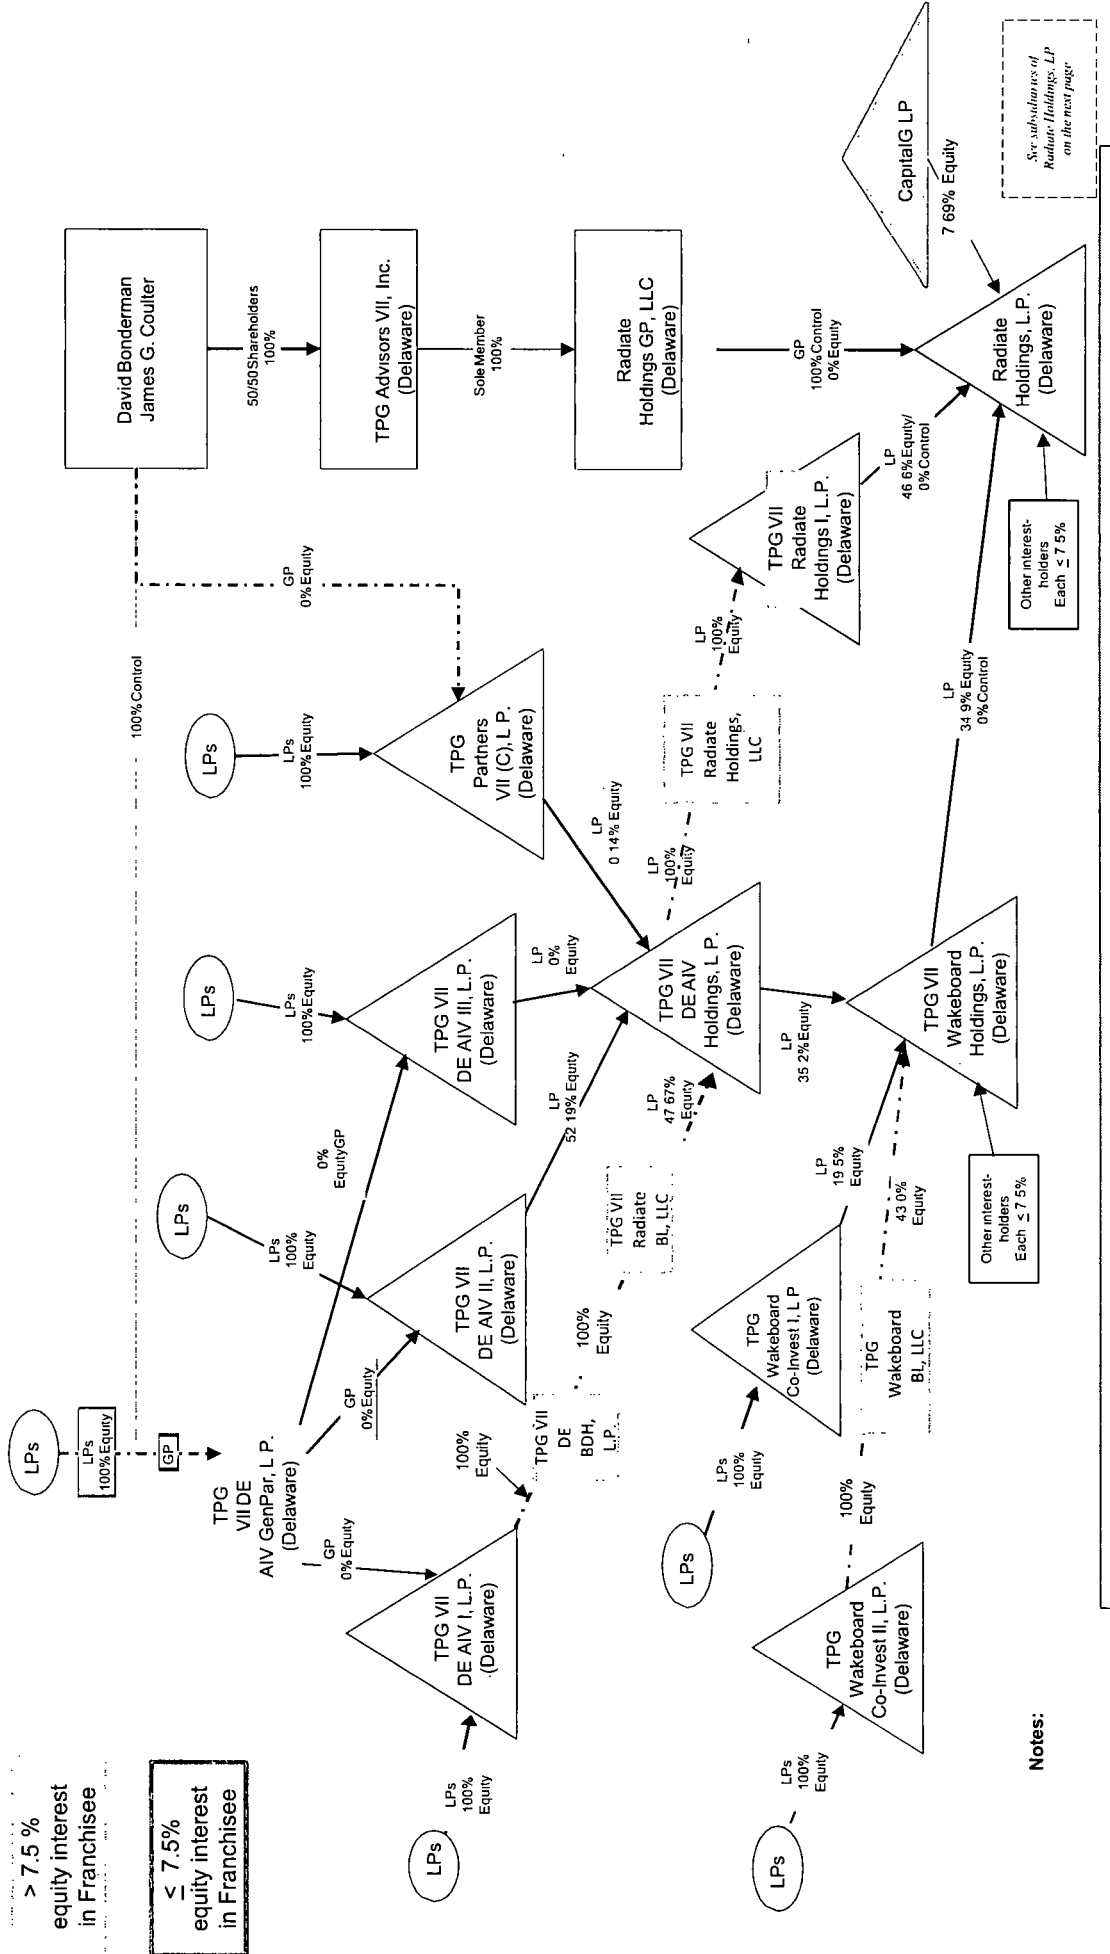 > 7.5 %
equity interest
in Franchisee
≤ 7.5%
equity interest
in Franchisee
LPs
LPs
100% Equity
GP
100% Control
TPG
VII DE
AIV GenPar, L P.
(Delaware)
David Bonderman
James G. Coulter
50/50 Shareholders
100%
TPG Advisors VII, Inc.
(Delaware)
Sole Member
100%
Radiate
Holdings GP, LLC
(Delaware)
GP
100% Control
0% Equity
GP
0% Equity
LPs
LPs
100%
Equity
LPs
LPs
100% Equity
LPs
LPs
100% Equity
0%
EquityGP
GP
0% Equity
GP
0% Equity
LPs
LPs
100%
Equity
TPG VII
DE AIV I, L.P.
(Delaware)
TPG VII
DE AIV II, L.P.
(Delaware)
TPG VII
DE AIV III, L.P.
(Delaware)
TPG
Partners
VII (C), L P.
(Delaware)
100%
Equity
TPG VII
DE
BDH,
L.P.
100%
Equity
TPG VII
Radiate
BL, LLC
LP
47 67%
Equity
LP
52 19% Equity
LP
0%
Equity
LP
0 14% Equity
TPG VII
DE AIV
Holdings, L P.
(Delaware)
LP
100%
Equity
TPG VII
Radiate
Holdings,
LLC
LP
100%
Equity
TPG VII
Radiate
Holdings I, L.P.
(Delaware)
LP
46 6% Equity/
0% Control
LPs
LPs
100%
Equity
TPG
Wakeboard
Co-Invest II, L.P.
(Delaware)
100%
Equity
LPs
LPs
100%
Equity
TPG
Wakeboard
Co-Invest I, L P
(Delaware)
TPG
Wakeboard
BL, LLC
LP
19 5%
Equity
43 0%
Equity
LP
35 2% Equity
TPG VII
Wakeboard
Holdings, L.P.
(Delaware)
Other interest-
holders
Each ≤ 7 5%
LP
34 9% Equity
0% Control
Other interest-
holders
Each ≤ 7 5%
Radiate
Holdings, L.P.
(Delaware)
CapitalG LP
7 69% Equity
See subsidiaries of
Radiate Holdings, LP
on the next page
Notes: